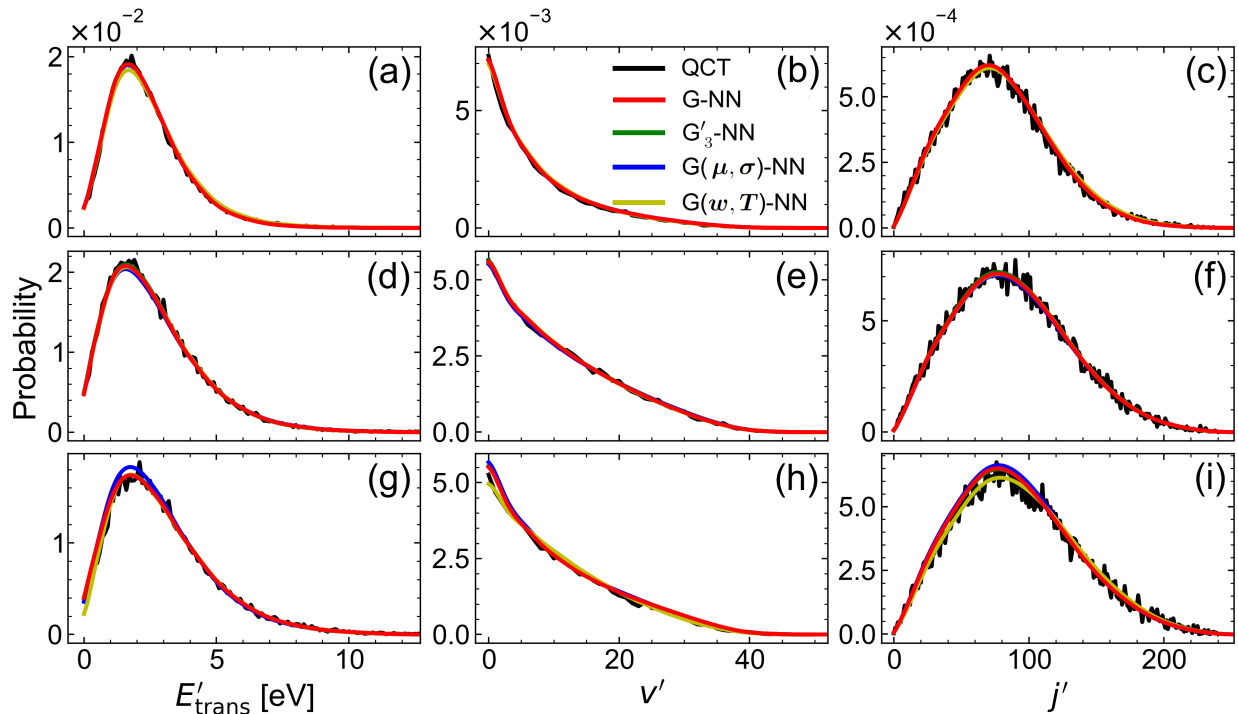 ×10⁻² ×10⁻³ ×10⁻⁴
2 (a) (b) (c)
QCT
G-NN
G′₃-NN
G(μ, σ)-NN
G(w, T)-NN
1
0
5
0.0
5.0
2.5
0.0
Probability
2 (d) (e) (f)
1
0
5.0
2.5
0.0
5
0
(g) (h) (i)
1
0
5.0
2.5
0.0
5.0
2.5
0.0
0 5 10
0 20 40
0 100 200
E′trans [eV] v′ j′